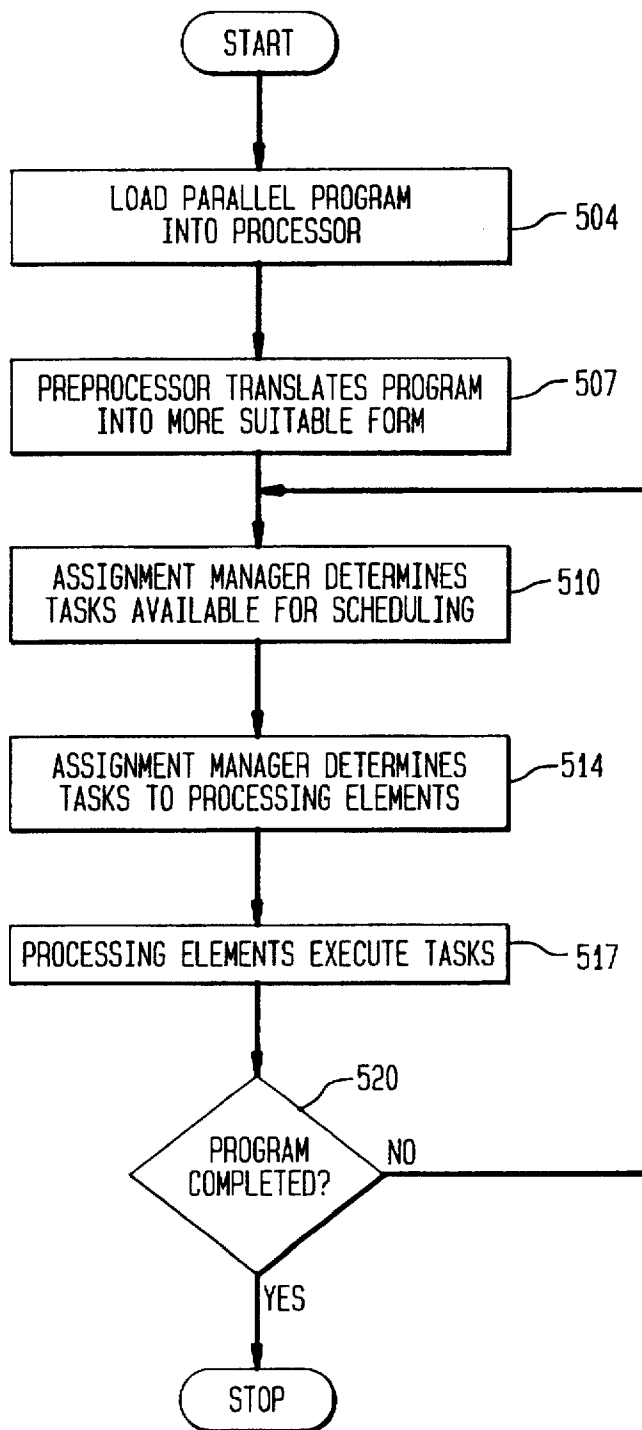 START
LOAD PARALLEL PROGRAM
INTO PROCESSOR
504
PREPROCESSOR TRANSLATES PROGRAM
INTO MORE SUITABLE FORM
507
ASSIGNMENT MANAGER DETERMINES
TASKS AVAILABLE FOR SCHEDULING
510
ASSIGNMENT MANAGER DETERMINES
TASKS TO PROCESSING ELEMENTS
514
PROCESSING ELEMENTS EXECUTE TASKS
517
520
PROGRAM
COMPLETED?
NO
YES
STOP